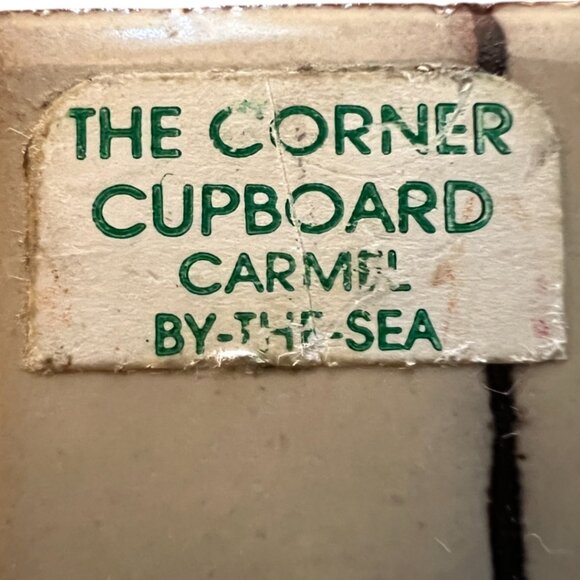 THE CORNER
CUPBOARD
CARMEL
BY-THE-SEA